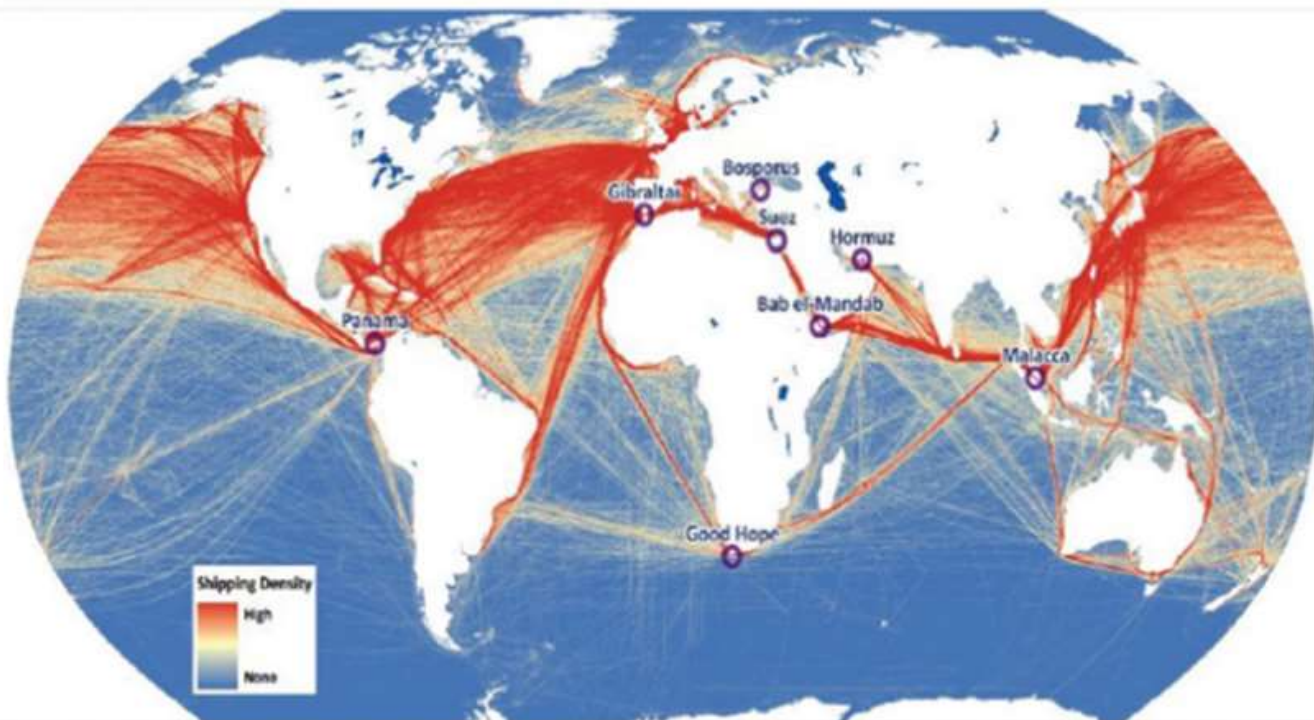 Bosporus
Gibraltar
Suez
Hormuz
Bab el-Mandab
Panama
Malacca
Good Hope
Shipping Density
High
None